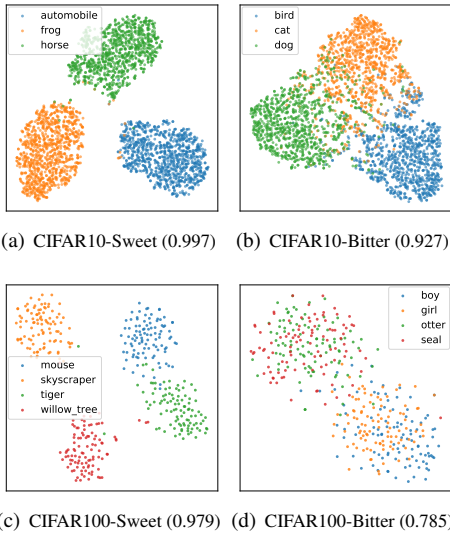 automobile
frog
horse
bird
cat
dog
(a) CIFAR10-Sweet (0.997)
(b) CIFAR10-Bitter (0.927)
mouse
skyscraper
tiger
willow_tree
boy
girl
otter
seal
(c) CIFAR100-Sweet (0.979)
(d) CIFAR100-Bitter (0.785)